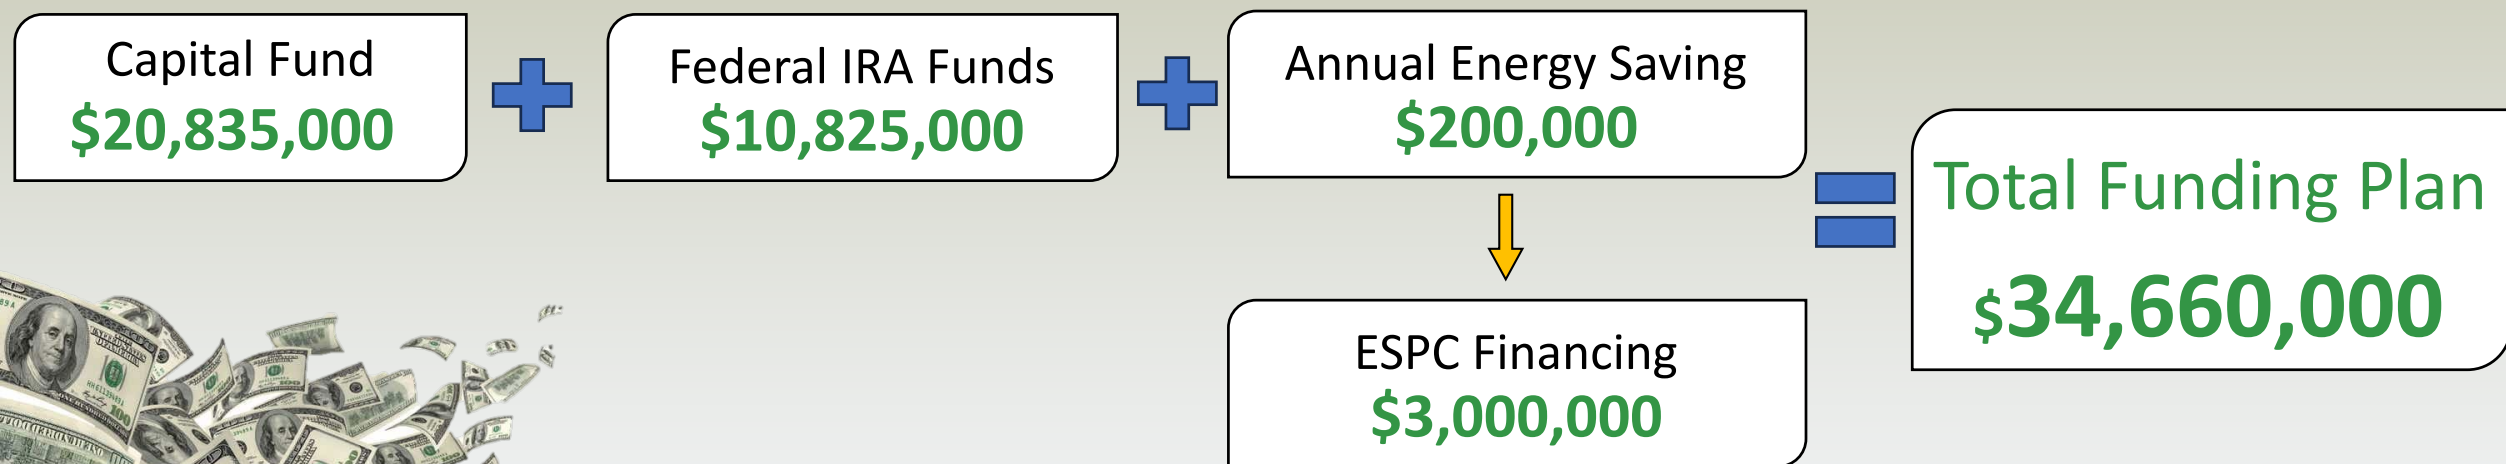 Capital Fund
$20,835,000
Federal IRA Funds
$10,825,000
Annual Energy Saving
$200,000
ESPC Financing
$3,000,000
Total Funding Plan
$34,660,000